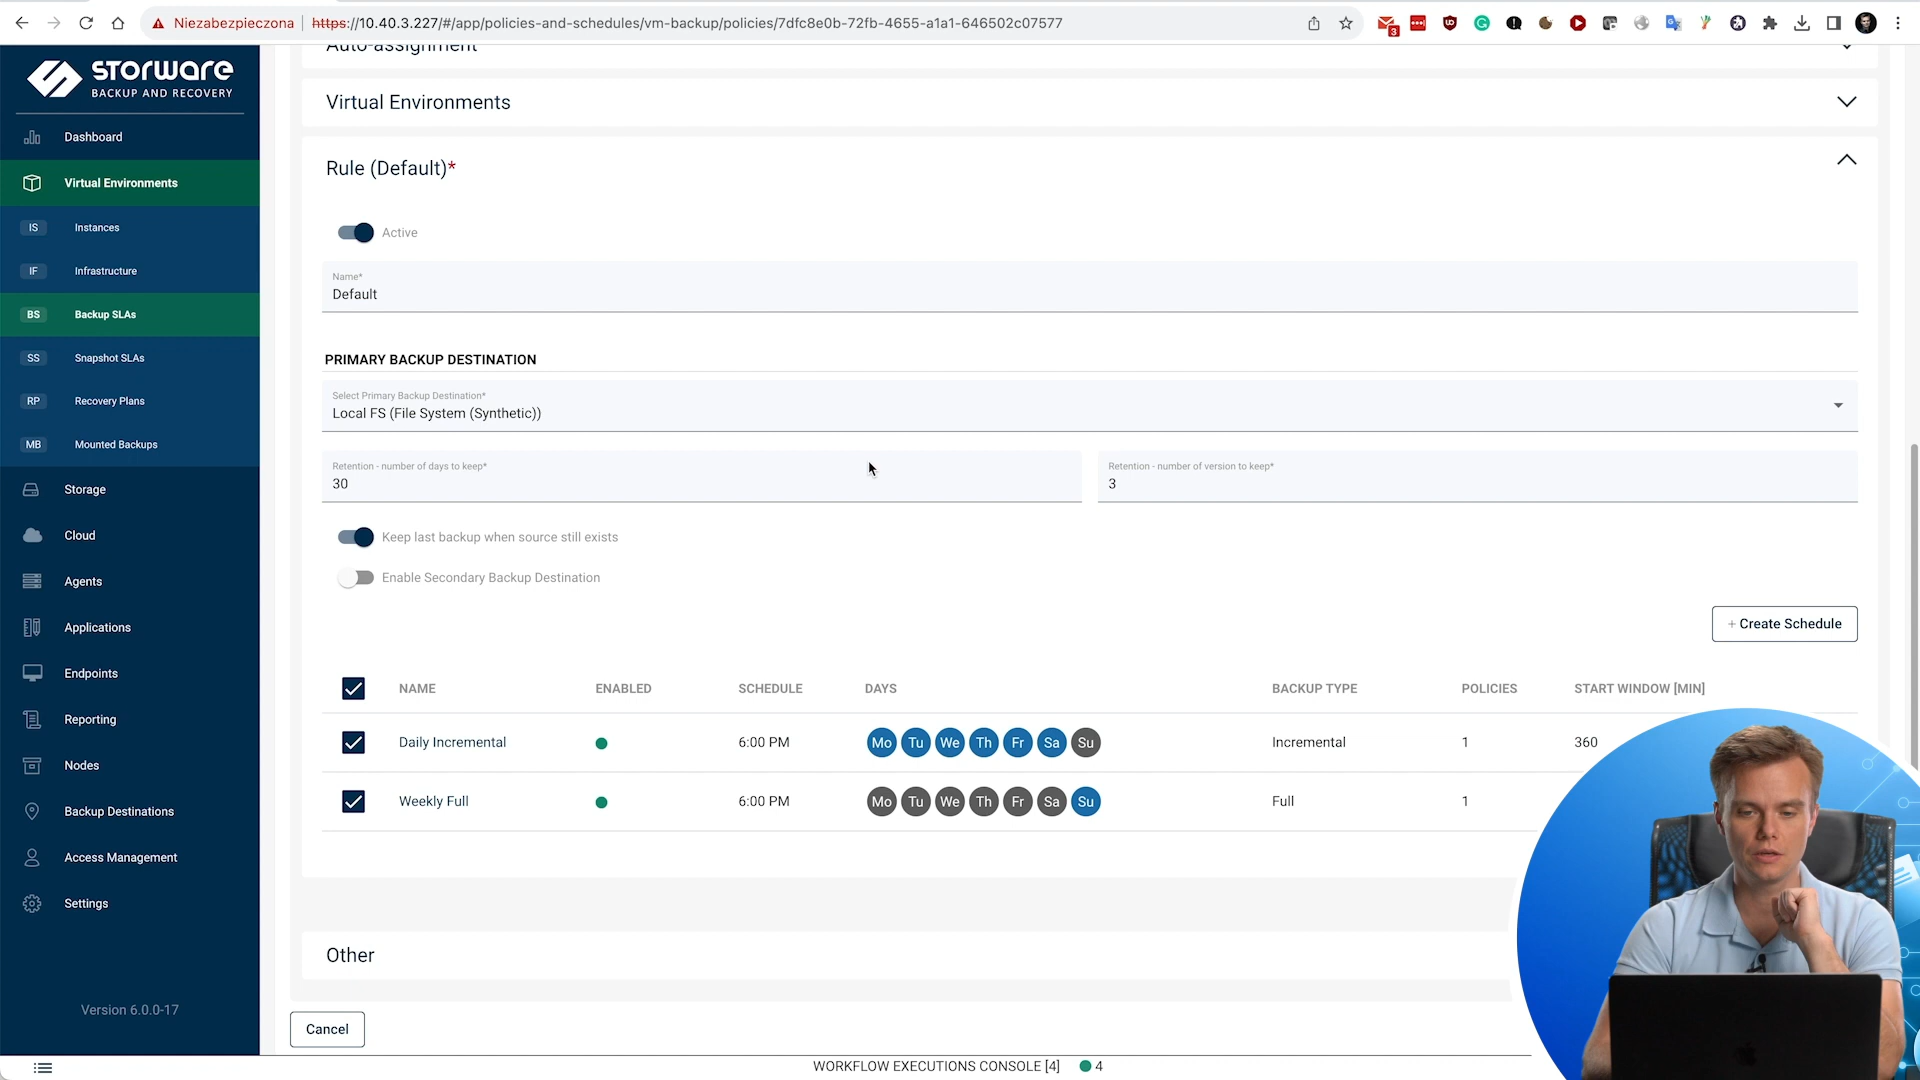 Niezabezpieczona
https://10.40.3.227/#/app/policies-and-schedules/vm-backup/policies/7dfc8e0b-72fb-4655-a1a1-646502c07577
3
STORWARE
BACKUP AND RECOVERY
Dashboard
Virtual Environments
IS Instances
IF Infrastructure
BS Backup SLAs
SS Snapshot SLAs
RP Recovery Plans
MB Mounted Backups
Storage
Cloud
Agents
Applications
Endpoints
Reporting
Nodes
Backup Destinations
Access Management
Settings
Version 6.0.0-17
Auto-assignment
Virtual Environments
Rule (Default)*
Active
Name*
Default
PRIMARY BACKUP DESTINATION
Select Primary Backup Destination*
Local FS (File System (Synthetic))
Retention - number of days to keep*
30
Retention - number of version to keep*
3
Keep last backup when source still exists
Enable Secondary Backup Destination
+ Create Schedule
NAME ENABLED SCHEDULE DAYS BACKUP TYPE POLICIES START WINDOW [MIN]
Daily Incremental 6:00 PM Mo Tu We Th Fr Sa Su Incremental 1 360
Weekly Full 6:00 PM Mo Tu We Th Fr Sa Su Full 1
Other
Cancel
WORKFLOW EXECUTIONS CONSOLE [4] 4